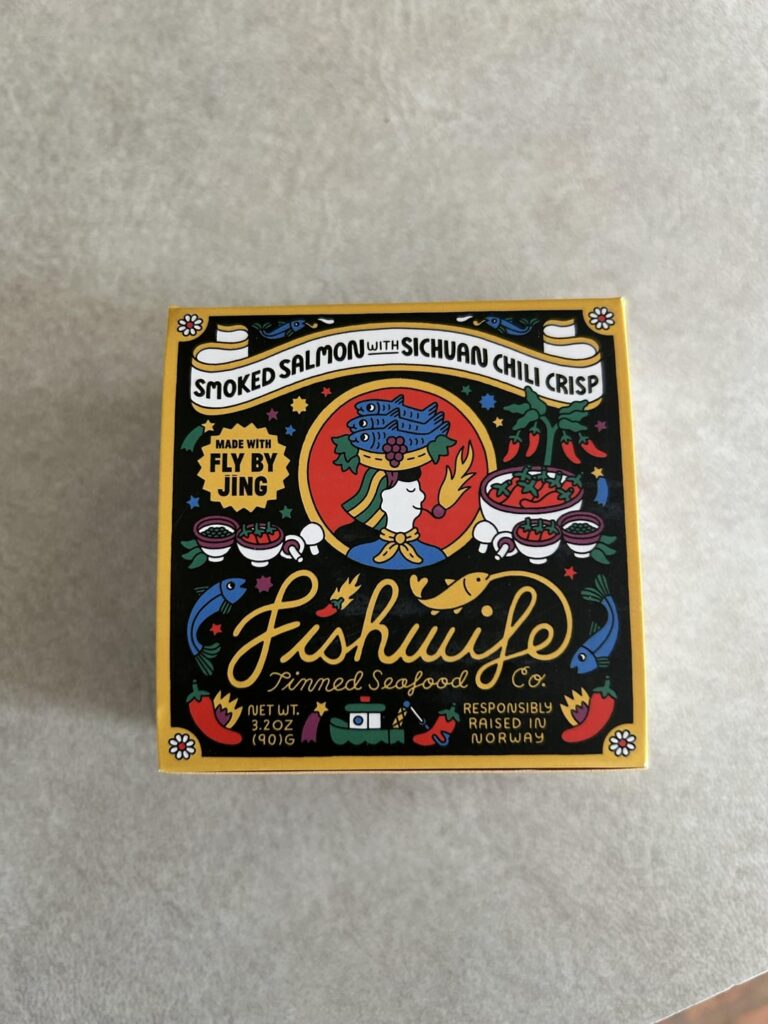 SMOKED SALMON WITH SICHUAN CHILI CRISP
MADE WITH
FLY BY
JĪNG
Fishwife
Tinned Seafood Co.
NET WT.
3.2OZ
(90)G
RESPONSIBLY
RAISED IN
NORWAY